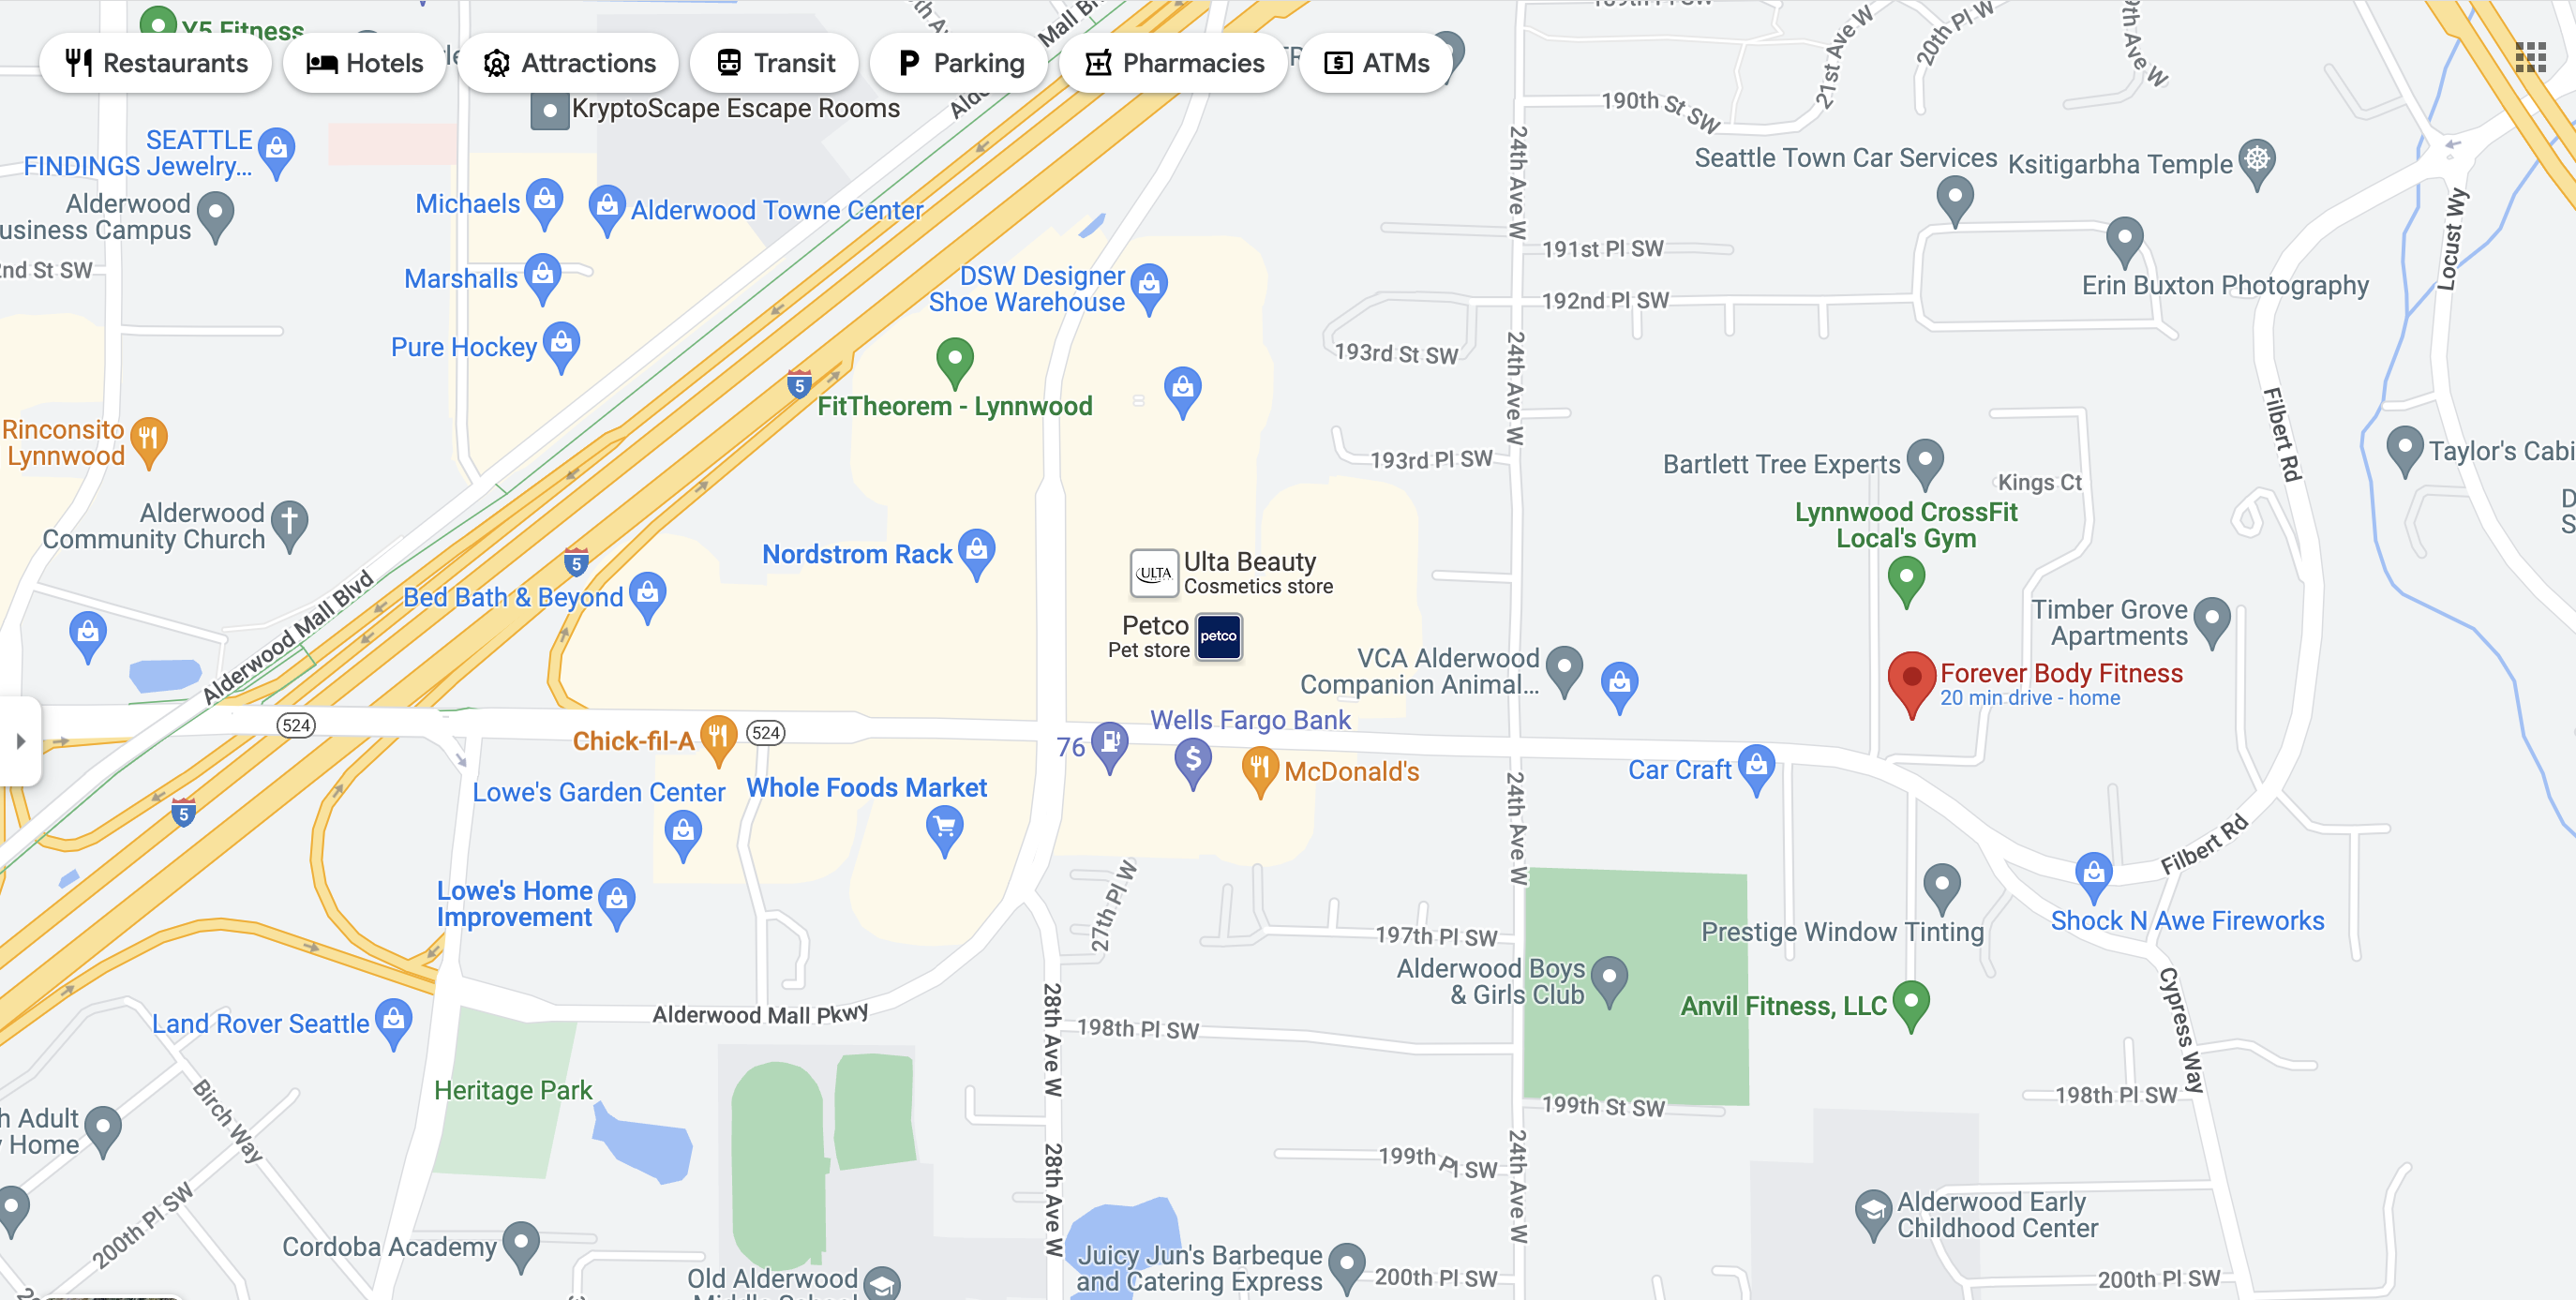 Y5 Fitness
Restaurants
Hotels
Attractions
Transit
Parking
Pharmacies
ATMs
Mall
KryptoScape Escape Rooms
SEATTLE
FINDINGS Jewelry...
Alderwood
usiness Campus
2nd St SW
Michaels
Alderwood Towne Center
Marshalls
Pure Hockey
DSW Designer
Shoe Warehouse
5
FitTheorem - Lynnwood
Rinconsito
Lynnwood
Alderwood
Community Church
Alderwood Mall Blvd
5
Bed Bath & Beyond
Nordstrom Rack
ULTA
Ulta Beauty
Cosmetics store
Petco
Pet store
petco
524
Chick-fil-A
524
5
Lowe's Garden Center
Whole Foods Market
76
Wells Fargo Bank
McDonald's
Lowe's Home
Improvement
27th Pl W
Land Rover Seattle
Alderwood Mall Pkwy
28th Ave W
198th Pl SW
Heritage Park
Birch Way
h Adult
y Home
200th Pl SW
Cordoba Academy
Old Alderwood
28th Ave W
Juicy Jun's Barbeque
and Catering Express
200th Pl SW
190th St SW
21st Ave W
20th Pl W
9th Ave W
24th Ave W
Seattle Town Car Services
Ksitigarbha Temple
191st Pl SW
192nd Pl SW
Erin Buxton Photography
Locust Wy
193rd St SW
24th Ave W
193rd Pl SW
Bartlett Tree Experts
Kings Ct
Filbert Rd
Taylor's Cabi
D
S
Lynnwood CrossFit
Local's Gym
Timber Grove
Apartments
VCA Alderwood
Companion Animal...
Forever Body Fitness
20 min drive - home
Car Craft
24th Ave W
Filbert Rd
Shock N Awe Fireworks
Prestige Window Tinting
197th Pl SW
Alderwood Boys
& Girls Club
Anvil Fitness, LLC
Cypress Way
198th Pl SW
199th St SW
199th Pl SW
24th Ave W
Alderwood Early
Childhood Center
200th Pl SW